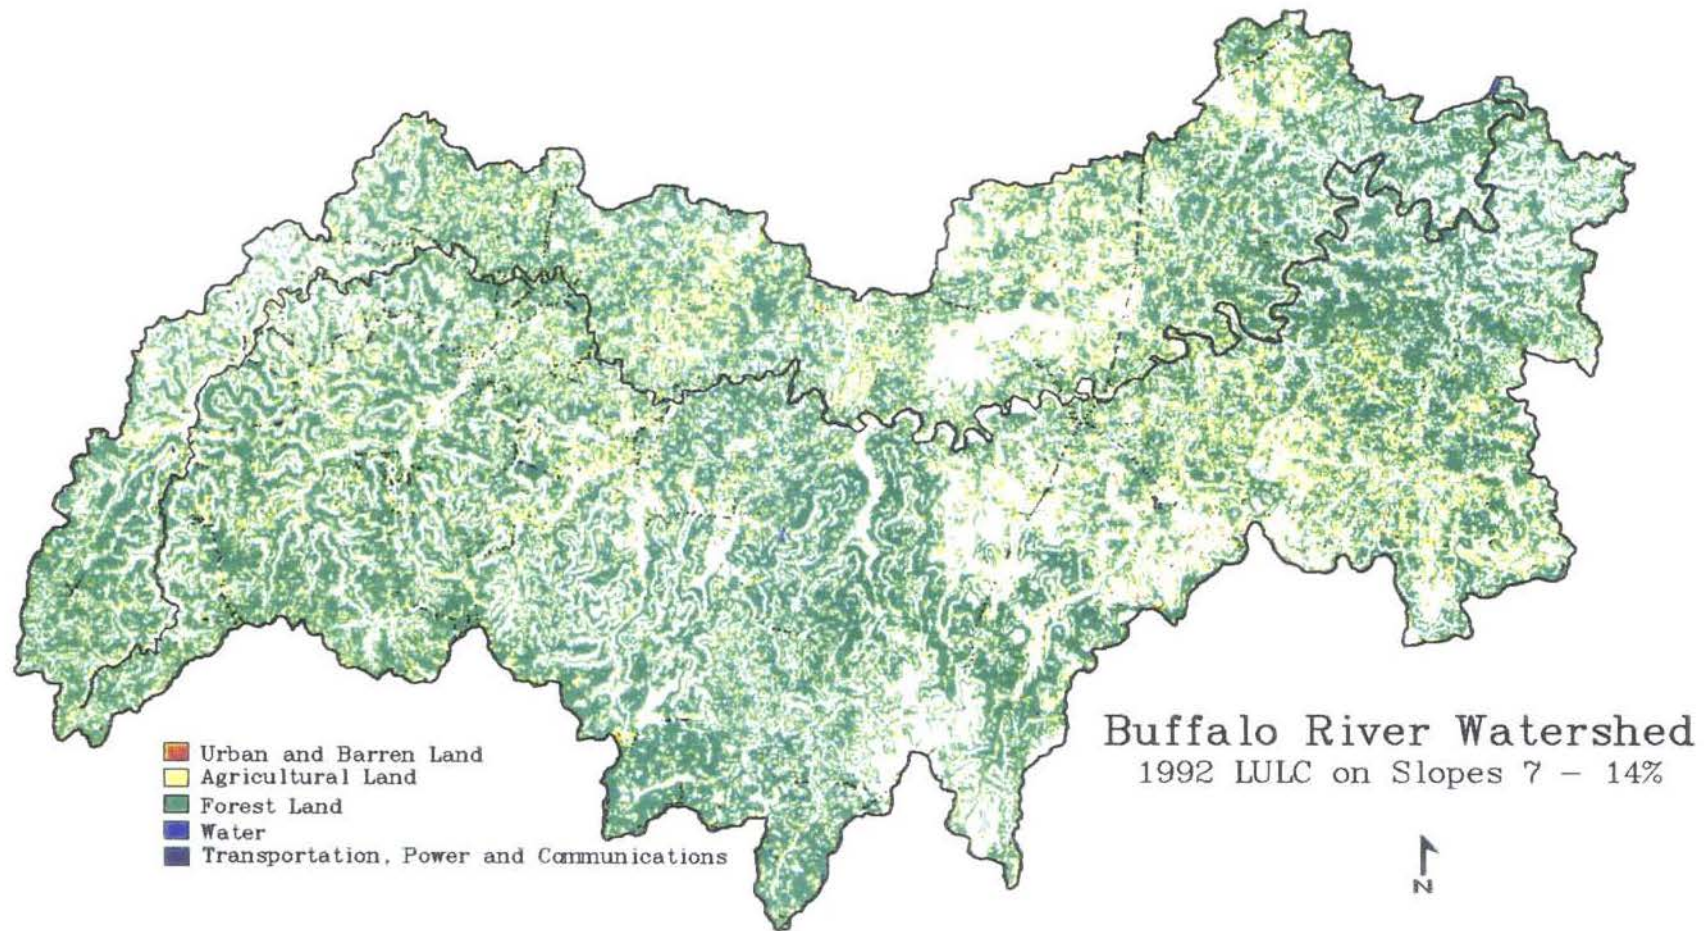 Buffalo River Watershed
1992 LULC on Slopes 7 – 14%
Urban and Barren Land
Agricultural Land
Forest Land
Water
Transportation, Power and Communications
N